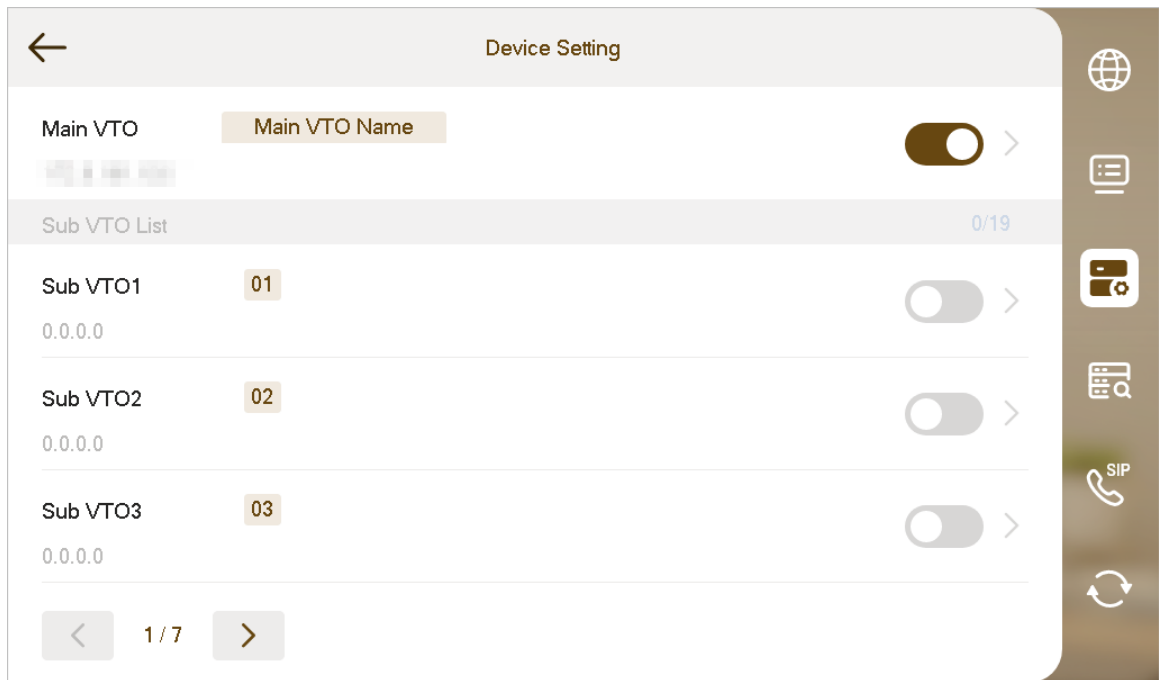 Device Setting
Main VTO Main VTO Name
Sub VTO List 0/19
Sub VTO1 01
0.0.0.0
Sub VTO2 02
0.0.0.0
Sub VTO3 03
0.0.0.0
SIP
1 / 7